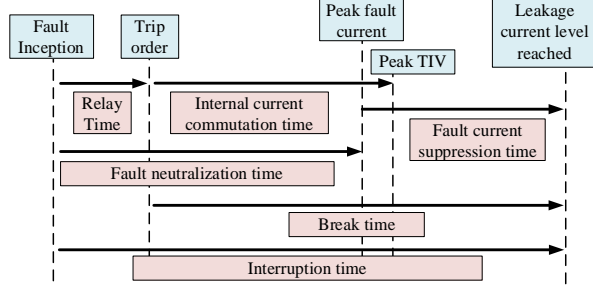 Fault
Inception
Trip
order
Peak fault
current
Leakage
current level
reached
Peak TIV
Relay
Time
Internal current
commutation time
Fault current
suppression time
Fault neutralization time
Break time
Interruption time